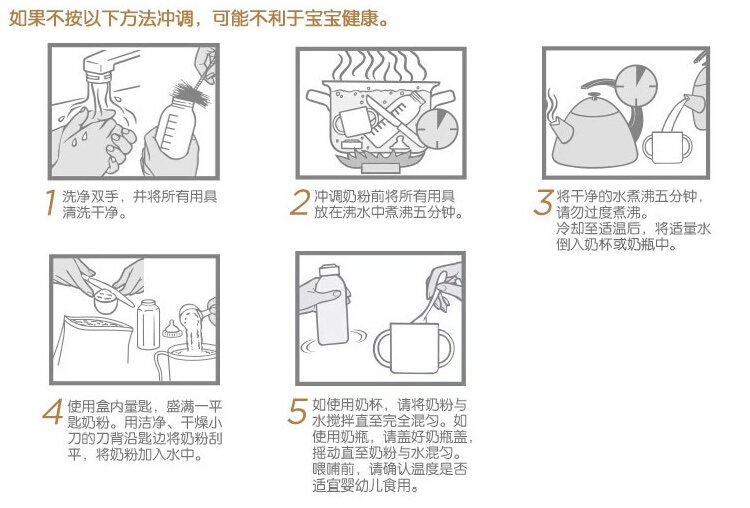 如果不按以下方法冲调，可能不利于宝宝健康。
1 洗净双手，并将所有用具
清洗干净。
2 冲调奶粉前将所有用具
放在沸水中煮沸五分钟。
3 将干净的水煮沸五分钟，
请勿过度煮沸。
冷却至适温后，将适量水
倒入奶杯或奶瓶中。
4 使用盒内量匙，盛满一平
匙奶粉。用洁净、干燥小
刀的刀背沿匙边将奶粉刮
平，将奶粉加入水中。
5 如使用奶杯，请将奶粉与
水搅拌直至完全混匀。如
使用奶瓶，请盖好奶瓶盖，
摇动直至奶粉与水混匀。
喂哺前，请确认温度是否
适宜婴幼儿食用。